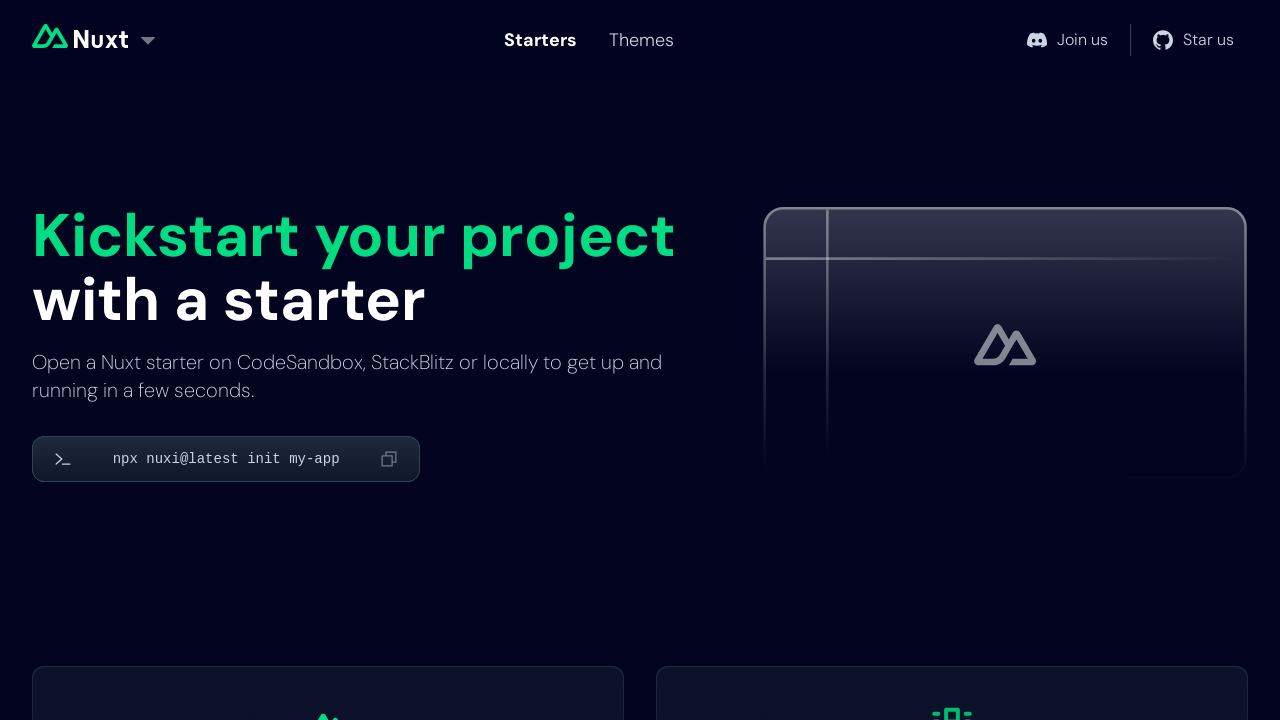 Nuxt
Starters
Themes
Join us
Star us
Kickstart your project
with a starter
Open a Nuxt starter on CodeSandbox, StackBlitz or locally to get up and
running in a few seconds.
npx nuxi@latest init my-app